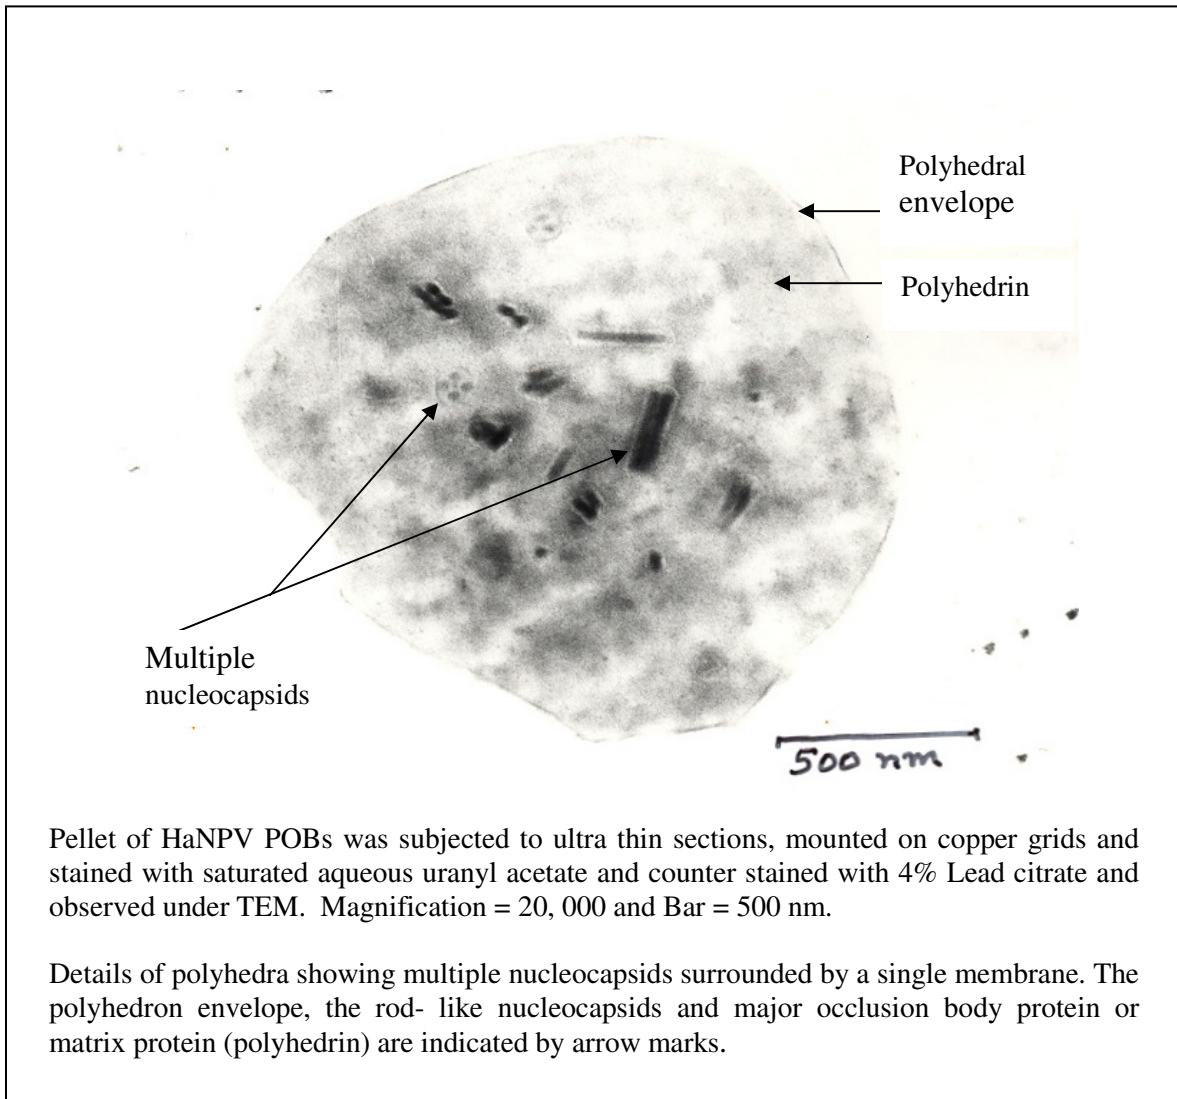 Polyhedral
envelope
Polyhedrin
Multiple
nucleocapsids
500 nm
Pellet of HaNPV POBs was subjected to ultra thin sections, mounted on copper grids and
stained with saturated aqueous uranyl acetate and counter stained with 4% Lead citrate and
observed under TEM.  Magnification = 20, 000 and Bar = 500 nm.
Details of polyhedra showing multiple nucleocapsids surrounded by a single membrane. The
polyhedron envelope, the rod- like nucleocapsids and major occlusion body protein or
matrix protein (polyhedrin) are indicated by arrow marks.